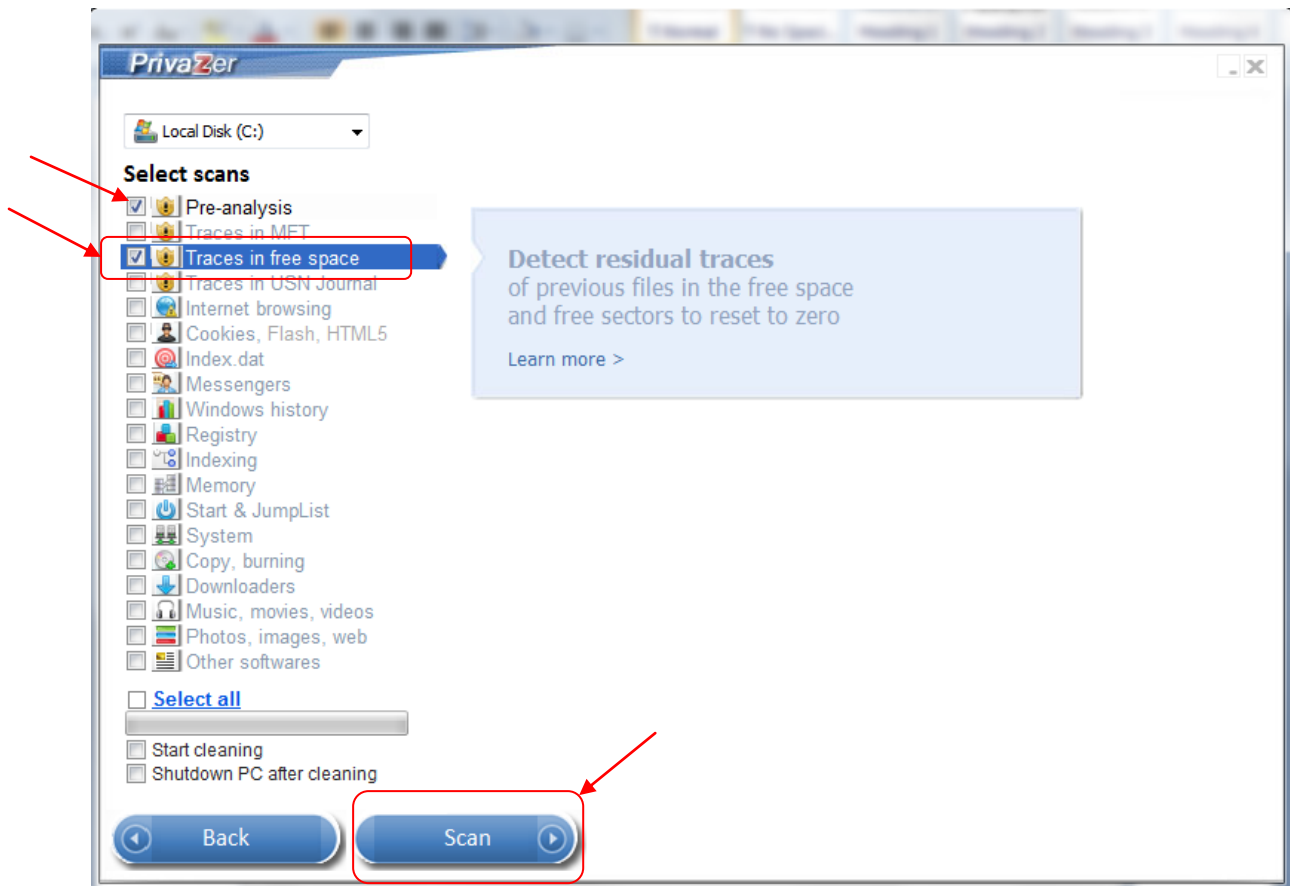 PrivaZer
Local Disk (C:)
Select scans
Pre-analysis
Traces in MFT
Traces in free space
Traces in USN Journal
Internet browsing
Cookies, Flash, HTML5
Index.dat
Messengers
Windows history
Registry
Indexing
Memory
Start & JumpList
System
Copy, burning
Downloaders
Music, movies, videos
Photos, images, web
Other softwares
Select all
Start cleaning
Shutdown PC after cleaning
Detect residual traces
of previous files in the free space
and free sectors to reset to zero
Learn more >
Back
Scan